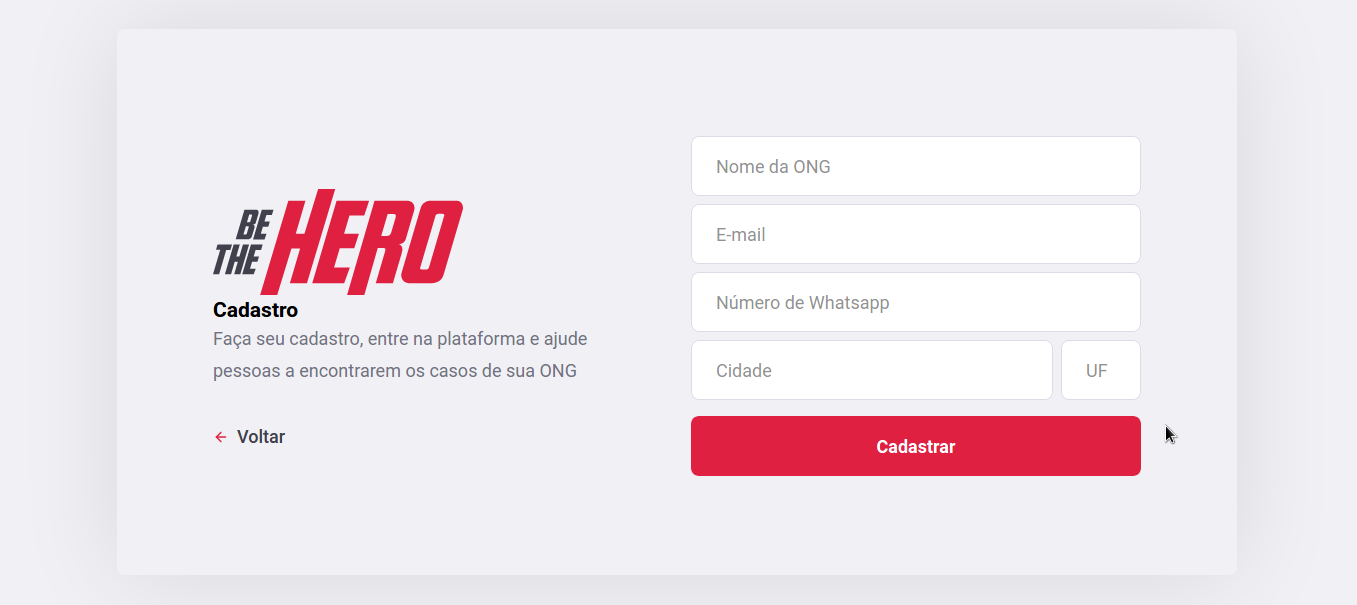 BE
THE HERO
Cadastro
Faça seu cadastro, entre na plataforma e ajude
pessoas a encontrarem os casos de sua ONG
Voltar
Nome da ONG
E-mail
Número de Whatsapp
Cidade UF
Cadastrar